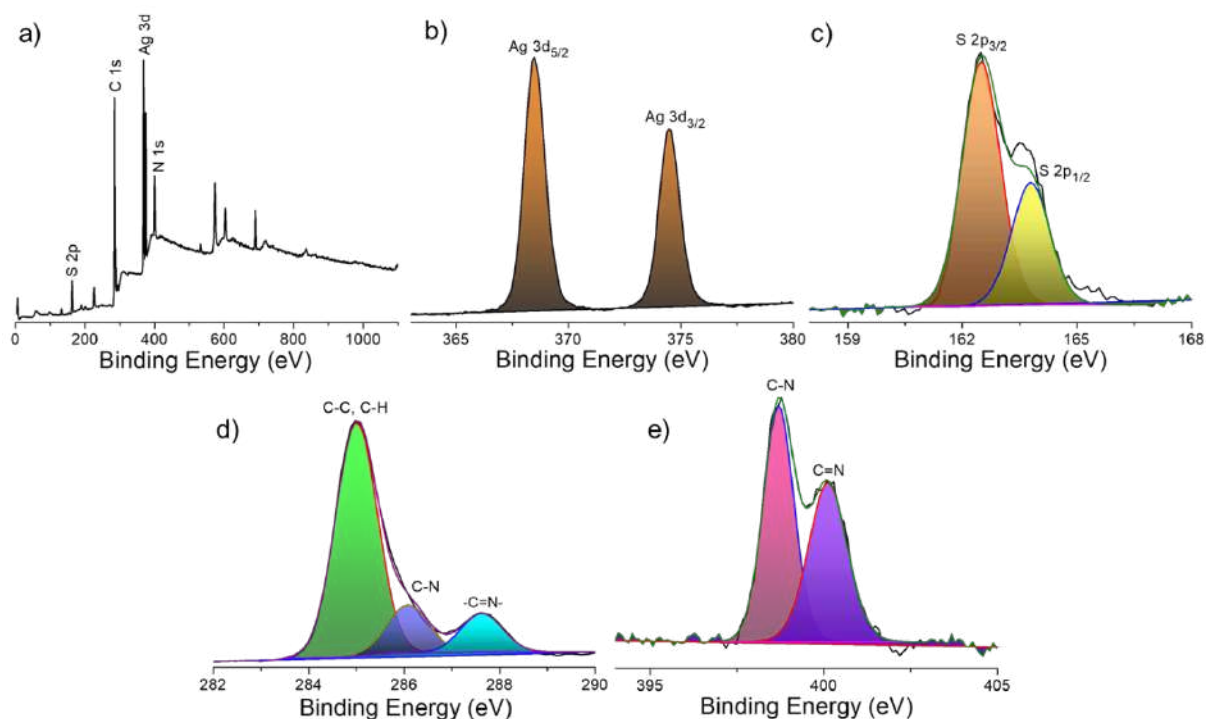 a)
S 2p
C 1s
Ag 3d
N 1s
0 200 400 600 800 1000
Binding Energy (eV)
b)
Ag 3d5/2
Ag 3d3/2
365 370 375 380
Binding Energy (eV)
c)
S 2p3/2
S 2p1/2
159 162 165 168
Binding Energy (eV)
d)
C-C, C-H
C-N
-C=N-
282 284 286 288 290
Binding Energy (eV)
e)
C-N
C=N
395 400 405
Binding Energy (eV)